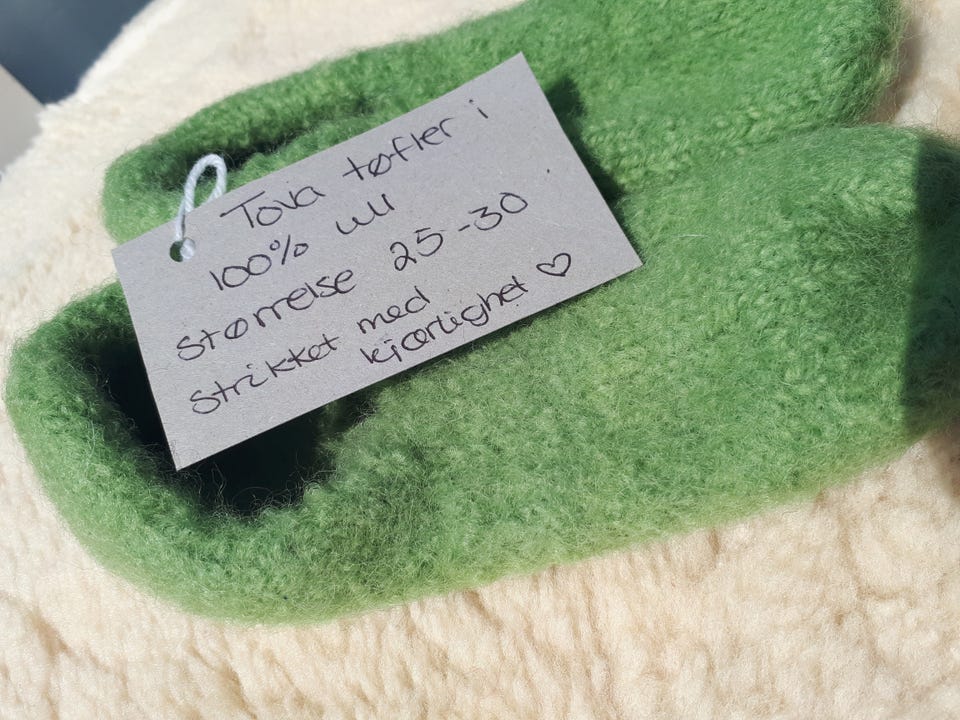 Tova tøfler i
100% ull
størrelse 25-30
strikket med
kjærlighet ♡